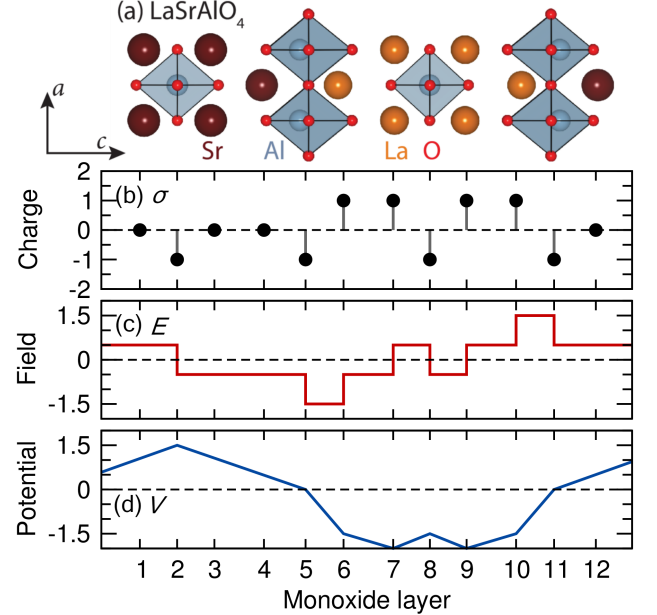 (a) LaSrAlO₄
a
c
Sr Al La O
Charge
2
1
0
-1
-2
(b) σ
Field
1.5
0
-1.5
(c) E
Potential
1.5
0
-1.5
(d) V
1 2 3 4 5 6 7 8 9 10 11 12
Monoxide layer